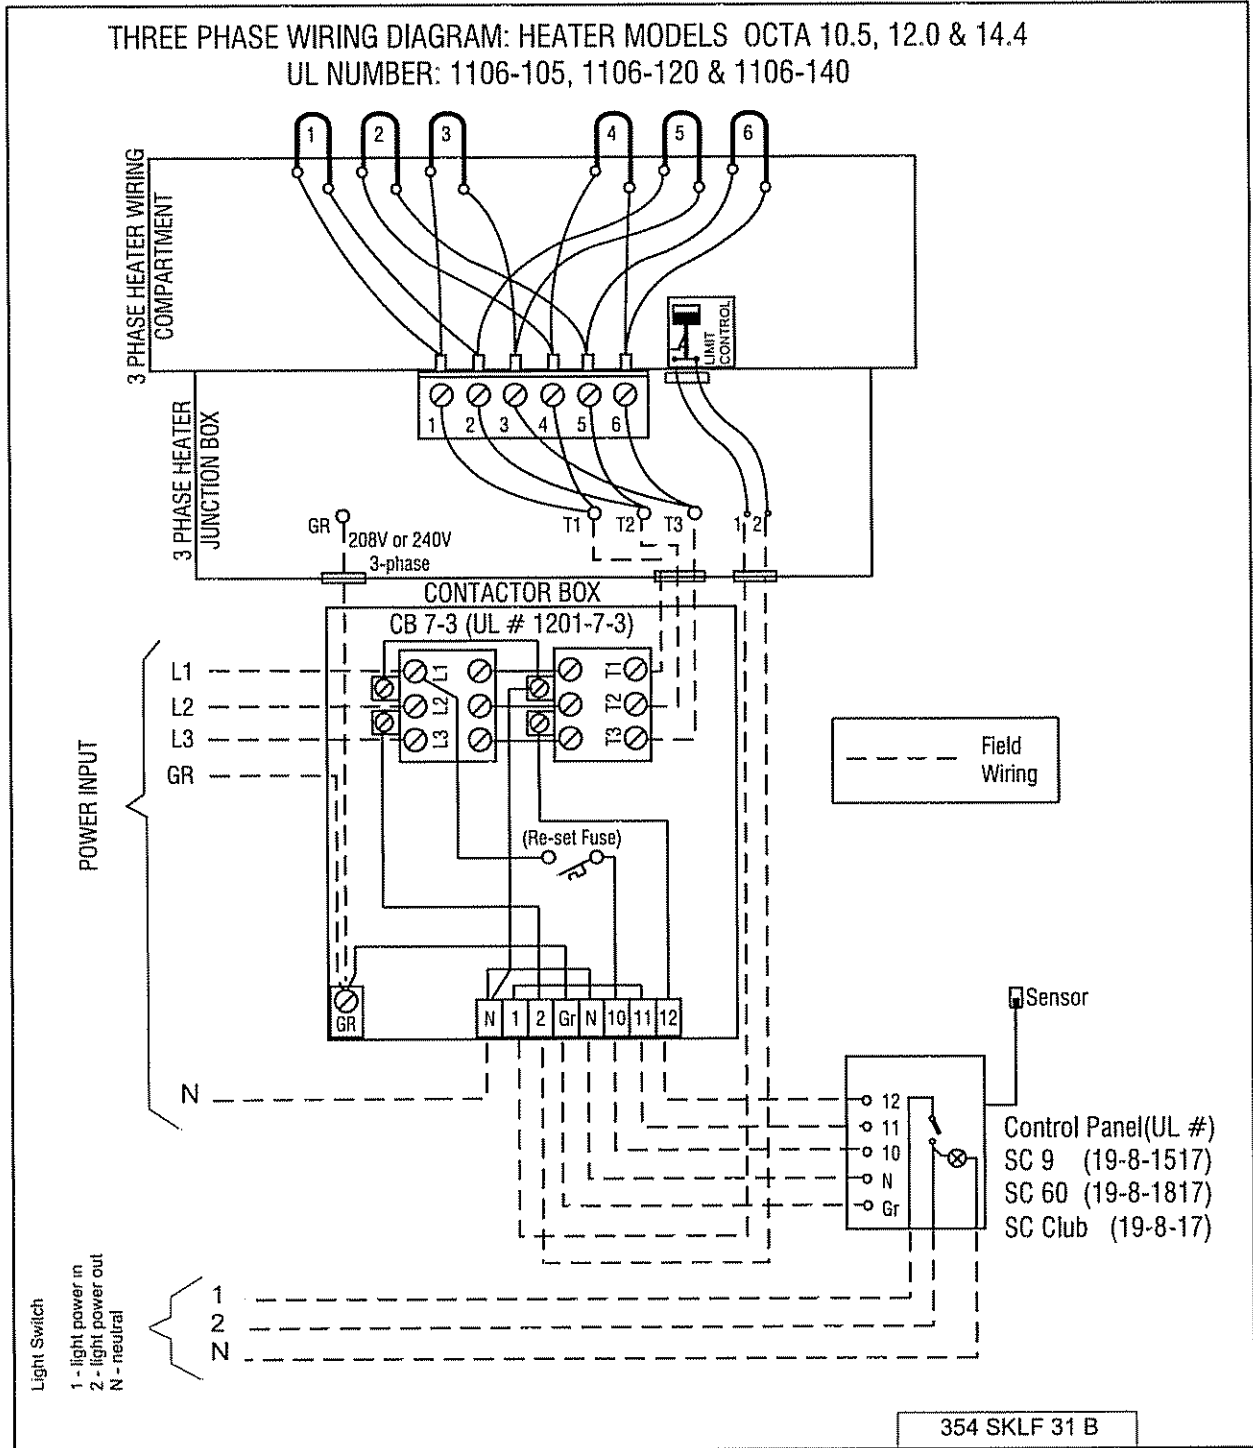 THREE PHASE WIRING DIAGRAM: HEATER MODELS OCTA 10.5, 12.0 & 14.4
UL NUMBER: 1106-105, 1106-120 & 1106-140
1 2 3 4 5 6
3 PHASE HEATER WIRING
COMPARTMENT
LIMIT
CONTROL
1 2 3 4 5 6
3 PHASE HEATER
JUNCTION BOX
GR
T1 T2 T3 1 2
208V or 240V
3-phase
CONTACTOR BOX
CB 7-3 (UL # 1201-7-3)
L1
L2
L3
GR
L1
L2
L3
T1
T2
T3
POWER INPUT
Field
Wiring
(Re-set Fuse)
GR
N 1 2 Gr N 10 11 12
N
Sensor
12
11
10
N
Gr
Control Panel(UL #)
SC 9 (19-8-1517)
SC 60 (19-8-1817)
SC Club (19-8-17)
Light Switch
1 - light power in
2 - light power out
N - neutral
1
2
N
354 SKLF 31 B